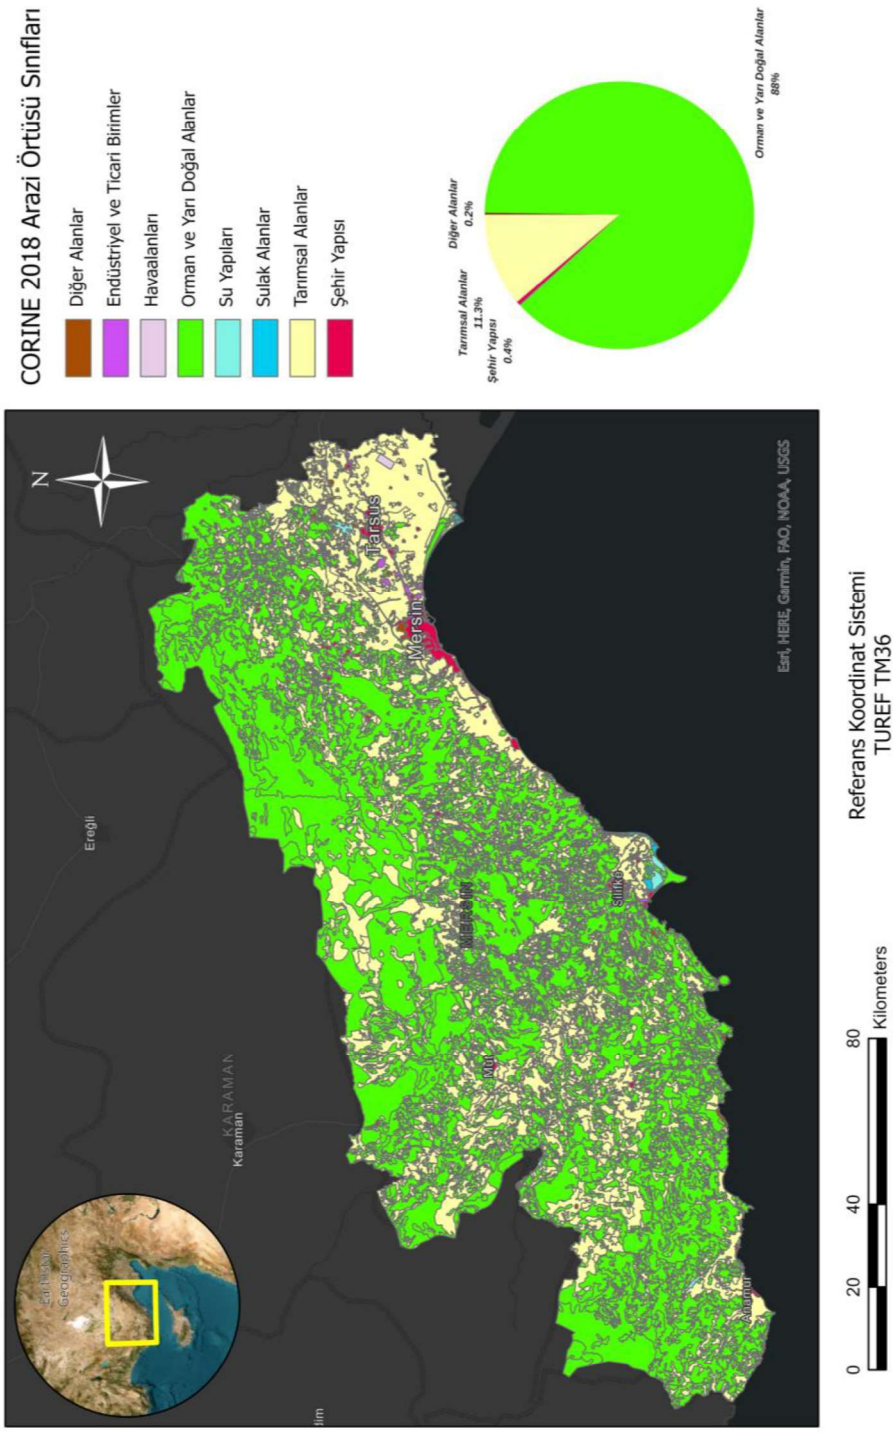 CORINE 2018 Arazi Örtüsü Sınıfları
Diğer Alanlar
Endüstriyel ve Ticari Birimler
Havaalanları
Orman ve Yarı Doğal Alanlar
Su Yapıları
Sulak Alanlar
Tarımsal Alanlar
Şehir Yapısı
Diğer Alanlar
0.2%
Tarımsal Alanlar
11.3%
Şehir Yapısı
0.4%
Orman ve Yarı Doğal Alanlar
88%
Geographics
N
Ereğli
KARAMAN
Karaman
Tarsus
Mersin
MERSIN
Mut
Silifke
Anamur
Esri, HERE, Garmin, FAO, NOAA, USGS
0 20 40 80
Kilometers
Referans Koordinat Sistemi
TUREF TM36